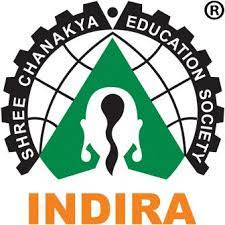 SHREE CHANAKYA EDUCATION SOCIETY
®
INDIRA